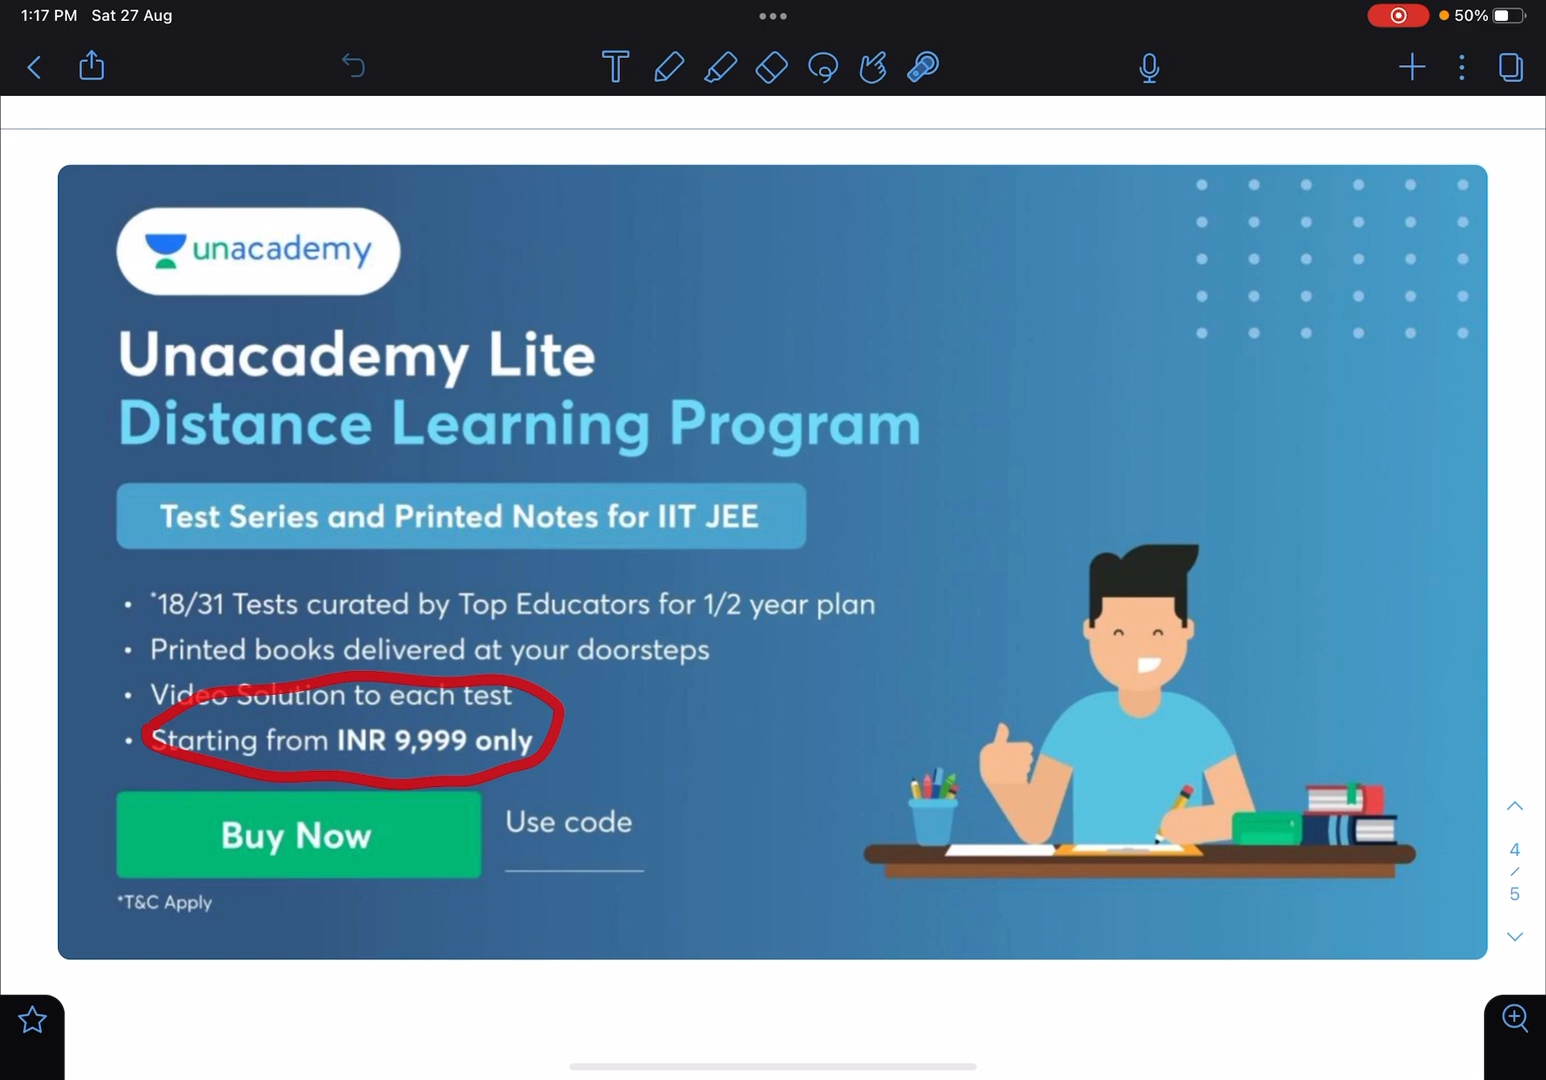 1:17 PM Sat 27 Aug
50%
unacademy
Unacademy Lite
Distance Learning Program
Test Series and Printed Notes for IIT JEE
• *18/31 Tests curated by Top Educators for 1/2 year plan
• Printed books delivered at your doorsteps
• Video Solution to each test
• Starting from INR 9,999 only
Buy Now
Use code
*T&C Apply
4
/
5